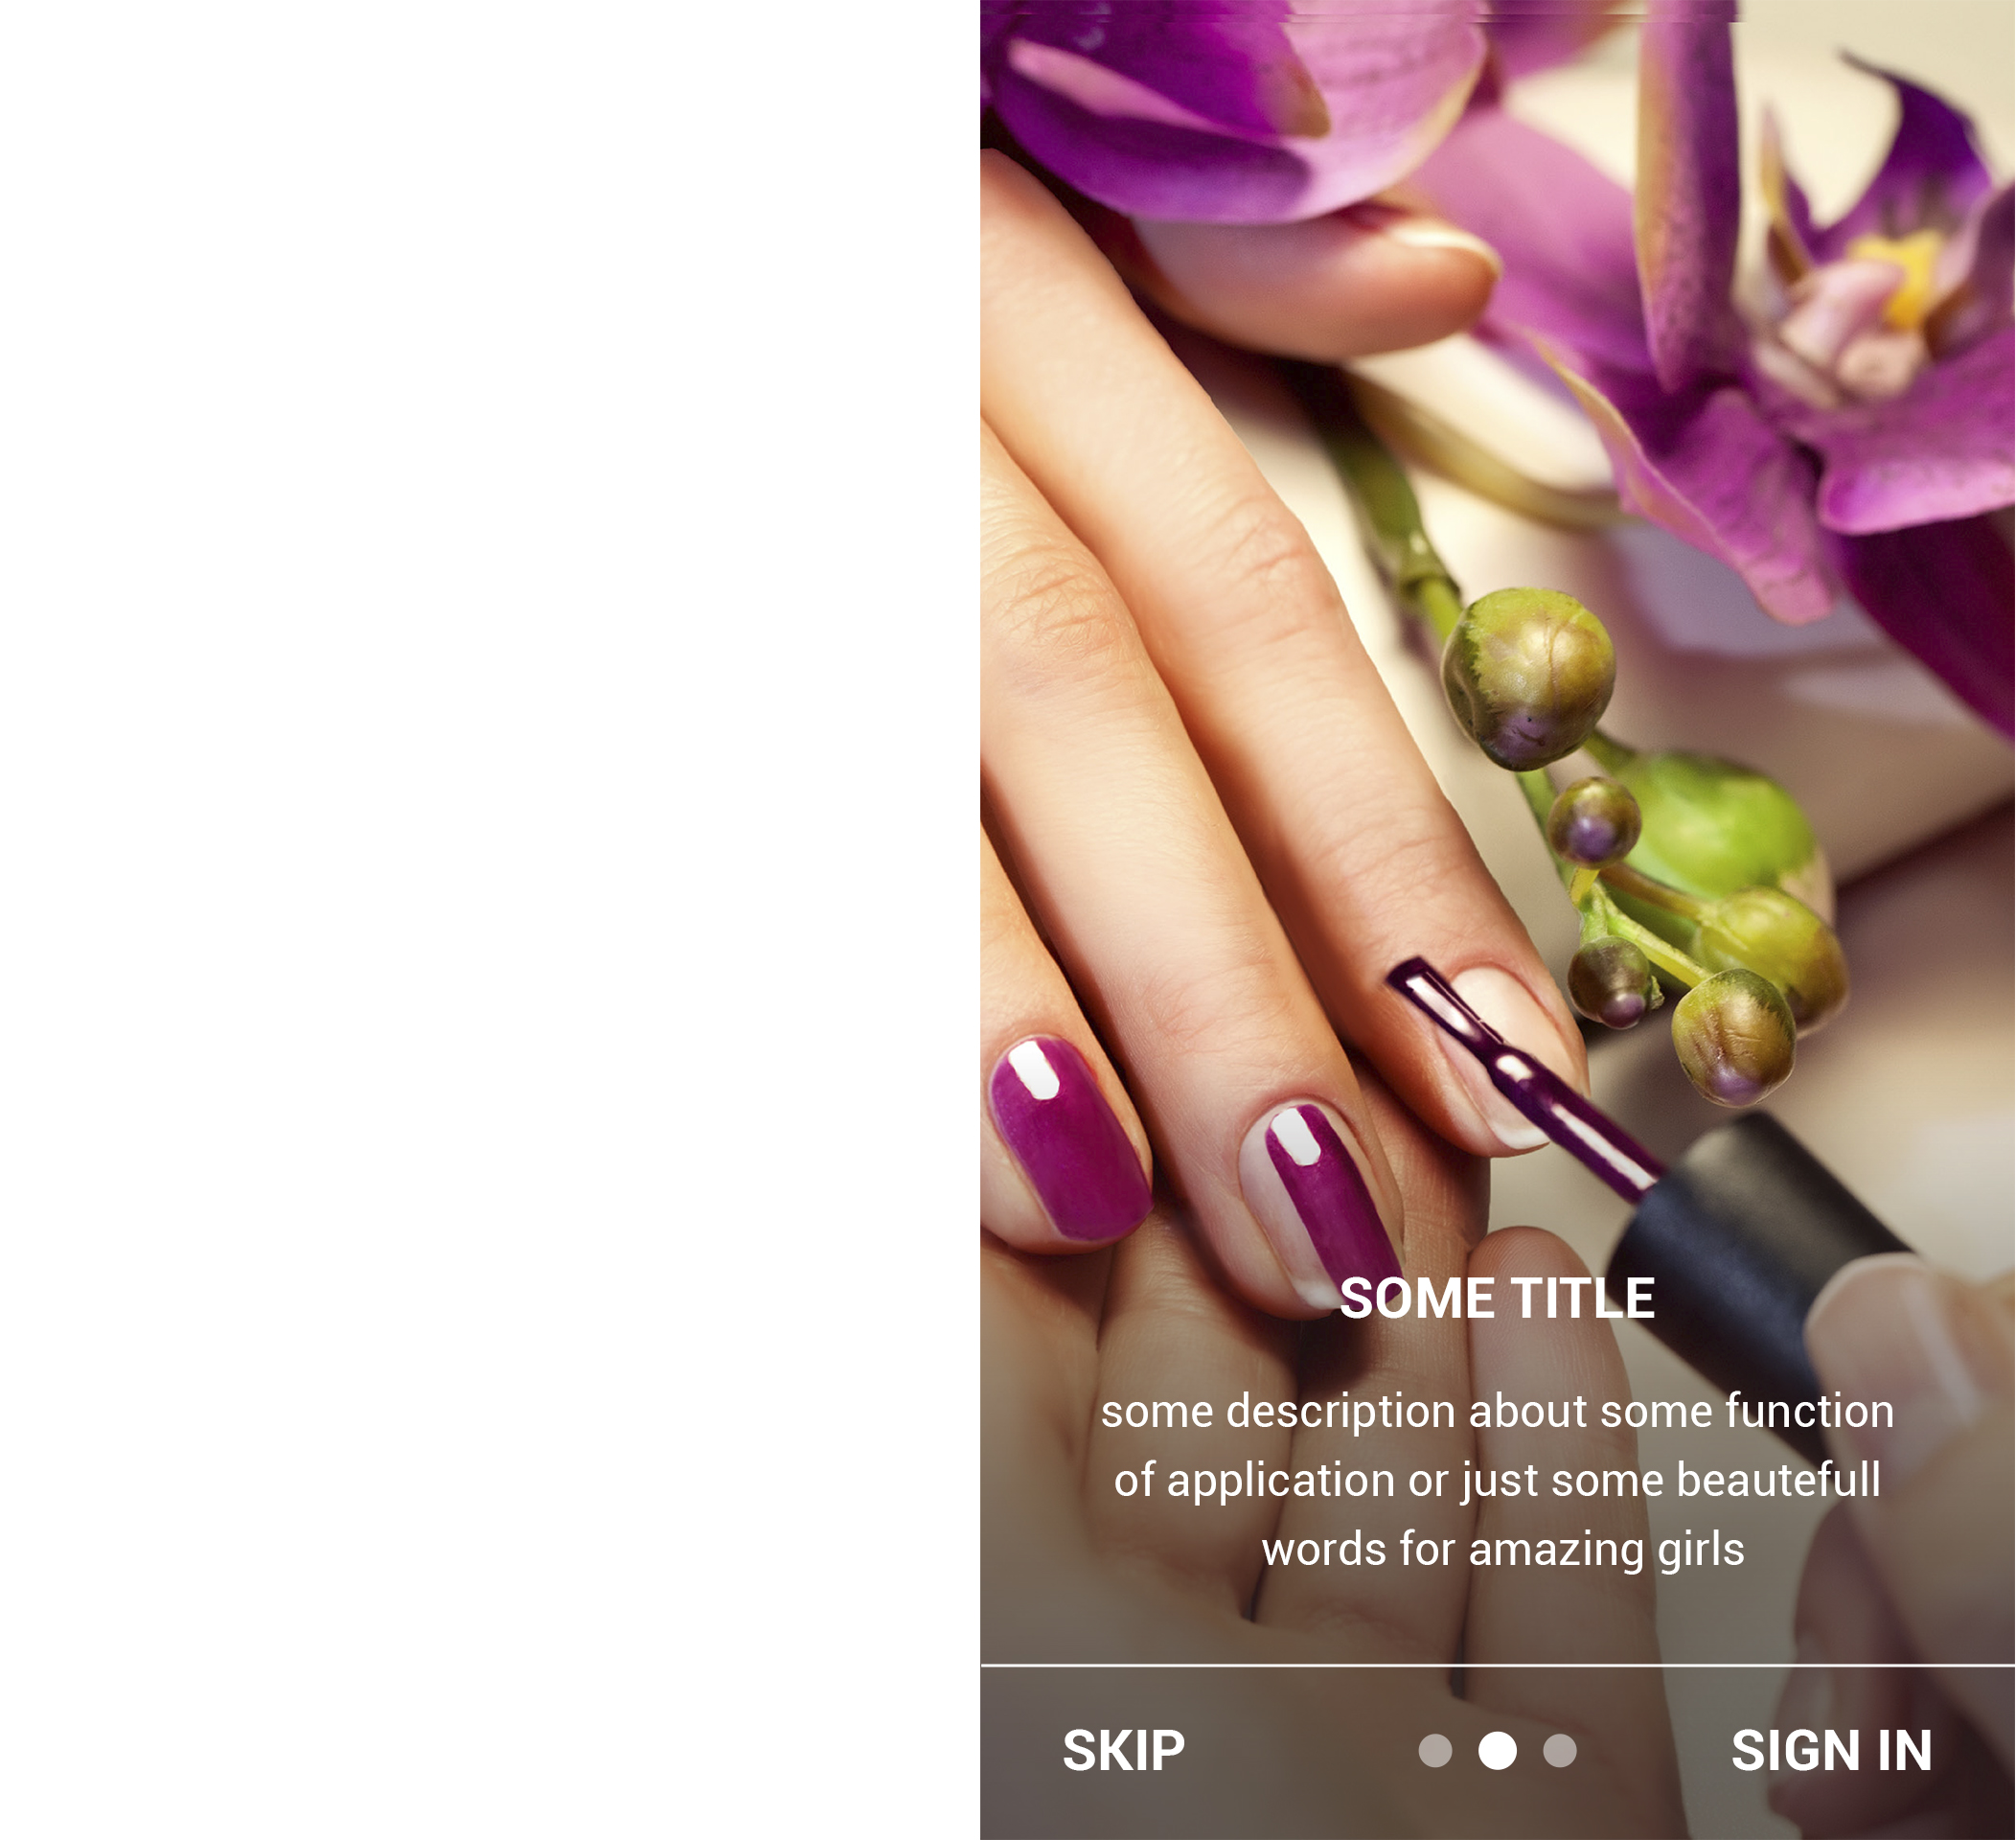 SOME TITLE
some description about some function
of application or just some beautefull
words for amazing girls
SKIP
SIGN IN